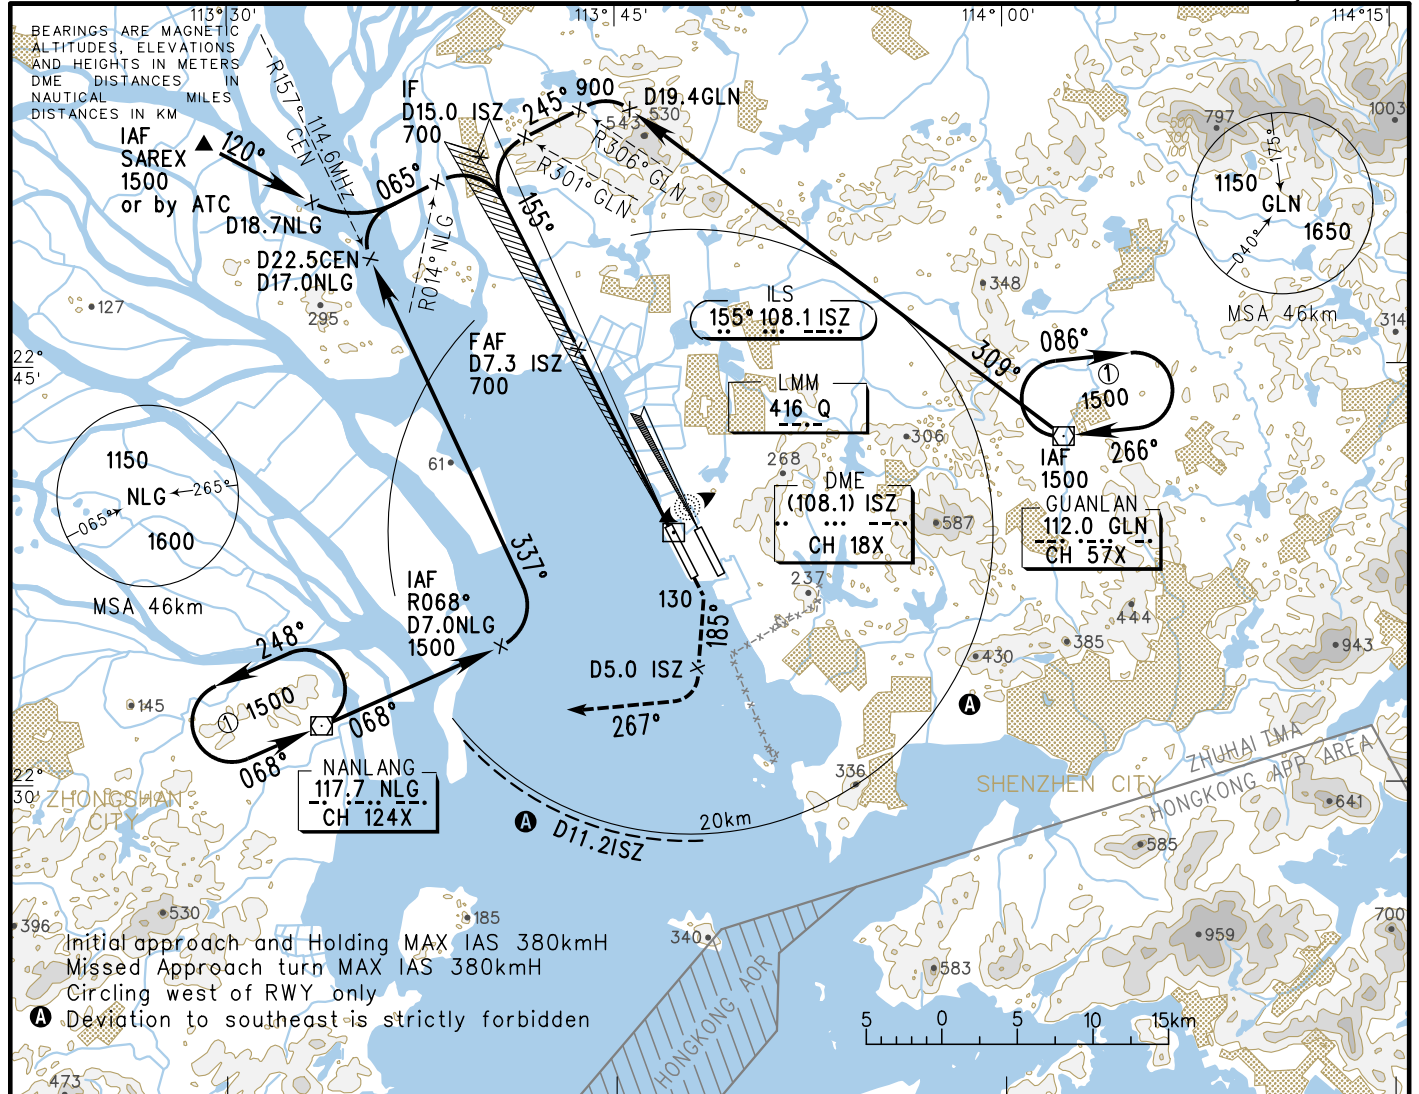 113°30'
113°45'
114°00'
114°15'
BEARINGS ARE MAGNETIC
ALTITUDES, ELEVATIONS
AND HEIGHTS IN METERS
DME DISTANCES IN
NAUTICAL MILES
DISTANCES IN KM
IAF
SAREX
1500
or by ATC
120°
D18.7NLG
R157° 114.6MHz
CEN
065°
D22.5CEN
D17.0NLG
R014° NLG
IF
D15.0 ISZ
700
245°
900
D19.4GLN
543
530
R306° GLN
R301° GLN
155°
797
1003
175°
1150
GLN
1650
040°
MSA 46km
127
295
348
314
22°
45'
FAF
D7.3 ISZ
700
ILS
155° 108.1 ISZ
LMM
416 Q
309°
086°
1
1500
266°
IAF
1500
GUANLAN
112.0 GLN
CH 57X
306
268
DME
(108.1) ISZ
CH 18X
587
61
1150
NLG
265°
065°
1600
MSA 46km
337°
IAF
R068°
D7.0NLG
1500
130
185°
237
444
385
430
943
D5.0 ISZ
267°
248°
1
1500
068°
068°
145
NANLANG
117.7 NLG
CH 124X
A
22°
30'
ZHONGSHAN
CITY
336
SHENZHEN CITY
ZHUHAI TMA
HONGKONG APP AREA
641
20km
A
D11.2ISZ
585
530
396
185
340
959
700
583
HONGKONG AOR
Initial approach and Holding MAX IAS 380kmH
Missed Approach turn MAX IAS 380kmH
Circling west of RWY only
A Deviation to southeast is strictly forbidden
5 0 5 10 15km
473